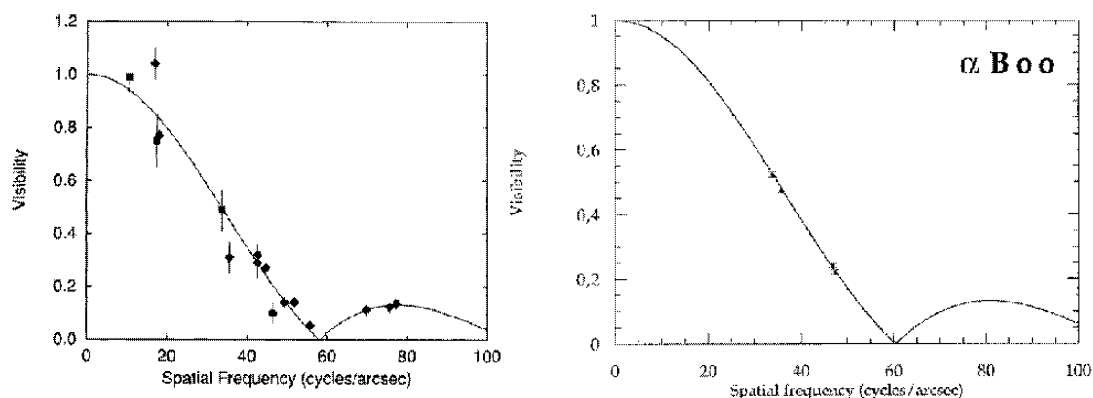 1.2
1.0
0.8
0.6
0.4
0.2
0.0
Visibility
0 20 40 60 80 100
Spatial Frequency (cycles/arcsec)
α Boo
1
0,8
0,6
0,4
0,2
0
Visibility
0 20 40 60 80 100
Spatial frequency (cycles/arcsec)